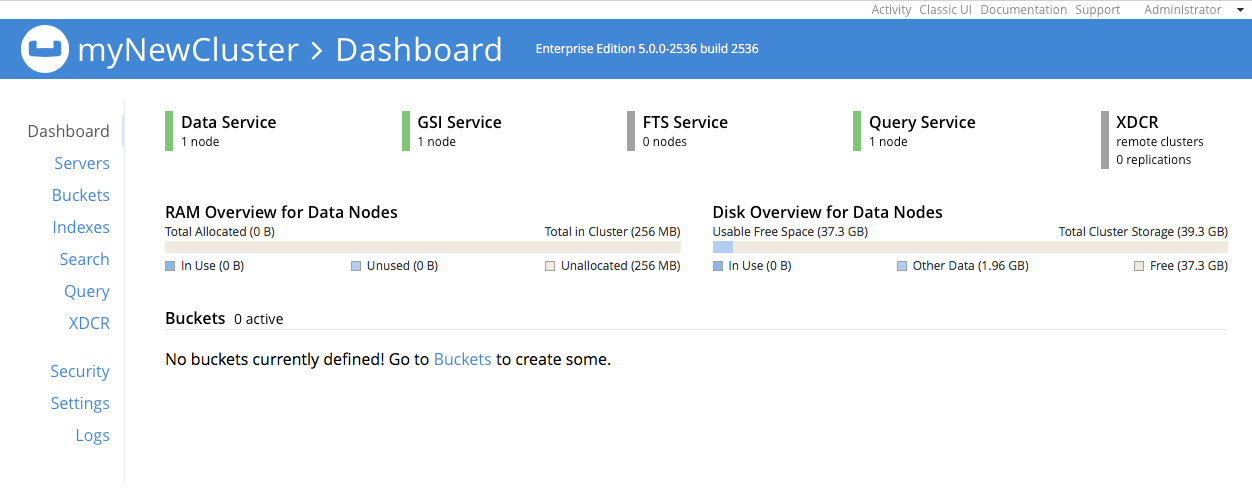 Activity Classic UI Documentation Support Administrator
myNewCluster > Dashboard Enterprise Edition 5.0.0-2536 build 2536
Dashboard
Servers
Buckets
Indexes
Search
Query
XDCR
Security
Settings
Logs
Data Service
1 node
GSI Service
1 node
FTS Service
0 nodes
Query Service
1 node
XDCR
remote clusters
0 replications
RAM Overview for Data Nodes
Total Allocated (0 B) Total in Cluster (256 MB)
In Use (0 B) Unused (0 B) Unallocated (256 MB)
Disk Overview for Data Nodes
Usable Free Space (37.3 GB) Total Cluster Storage (39.3 GB)
In Use (0 B) Other Data (1.96 GB) Free (37.3 GB)
Buckets 0 active
No buckets currently defined! Go to Buckets to create some.